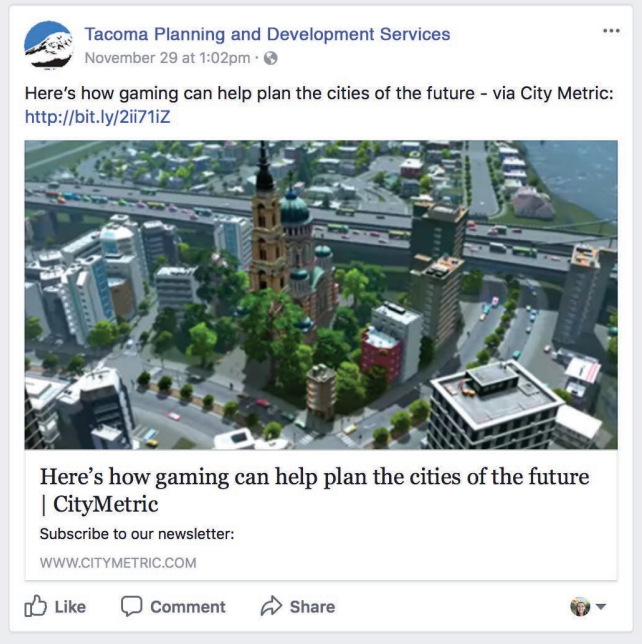 Tacoma Planning and Development Services
November 29 at 1:02pm ·
Here's how gaming can help plan the cities of the future - via City Metric:
http://bit.ly/2ii71iZ
Here's how gaming can help plan the cities of the future
| CityMetric
Subscribe to our newsletter:
WWW.CITYMETRIC.COM
Like Comment Share